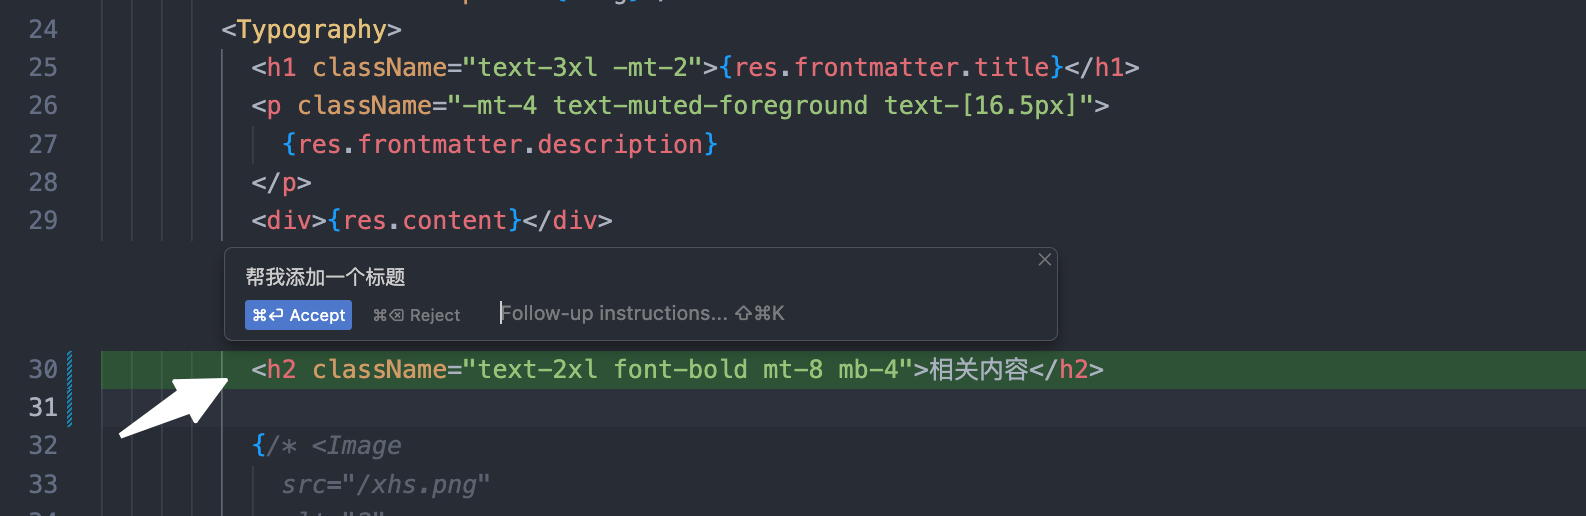 24 <Typography>
25 <h1 className="text-3xl -mt-2">{res.frontmatter.title}</h1>
26 <p className="-mt-4 text-muted-foreground text-[16.5px]">
27 {res.frontmatter.description}
28 </p>
29 <div>{res.content}</div>
帮我添加一个标题
⌘⏎ Accept ⌘⌫ Reject Follow-up instructions... ⇧⌘K
30 <h2 className="text-2xl font-bold mt-8 mb-4">相关内容</h2>
31
32 {/* <Image
33 src="/xhs.png"